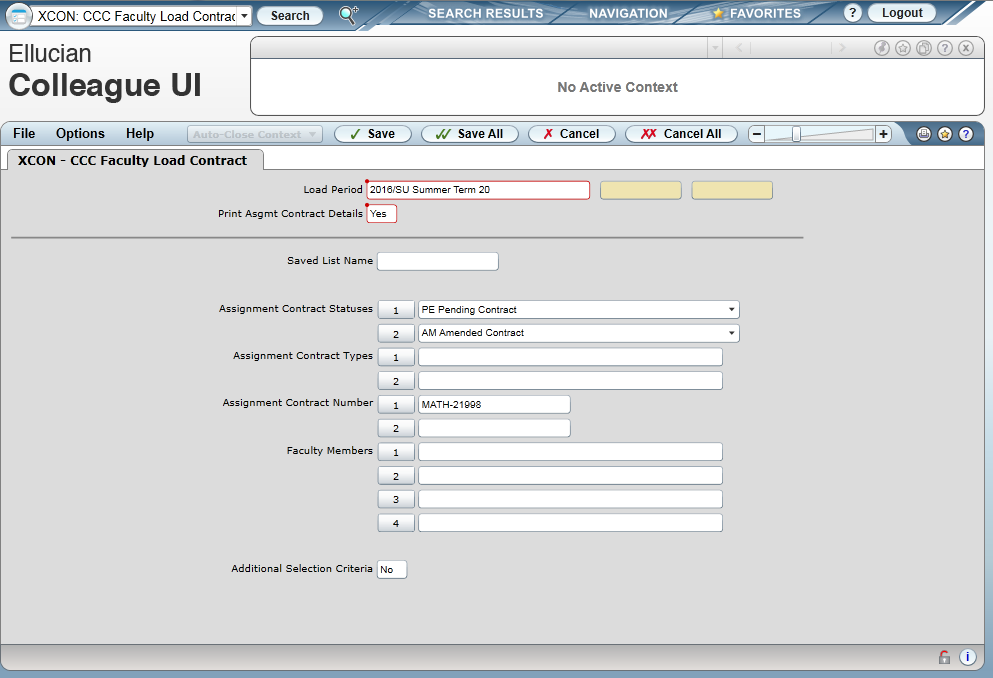 XCON: CCC Faculty Load Contrac Search SEARCH RESULTS NAVIGATION FAVORITES ? Logout
Ellucian
Colleague UI
No Active Context
File Options Help Auto-Close Context Save Save All Cancel Cancel All − + ?
XCON - CCC Faculty Load Contract
Load Period 2016/SU Summer Term 20
Print Asgmt Contract Details Yes
Saved List Name
Assignment Contract Statuses 1 PE Pending Contract
2 AM Amended Contract
Assignment Contract Types 1
2
Assignment Contract Number 1 MATH-21998
2
Faculty Members 1
2
3
4
Additional Selection Criteria No